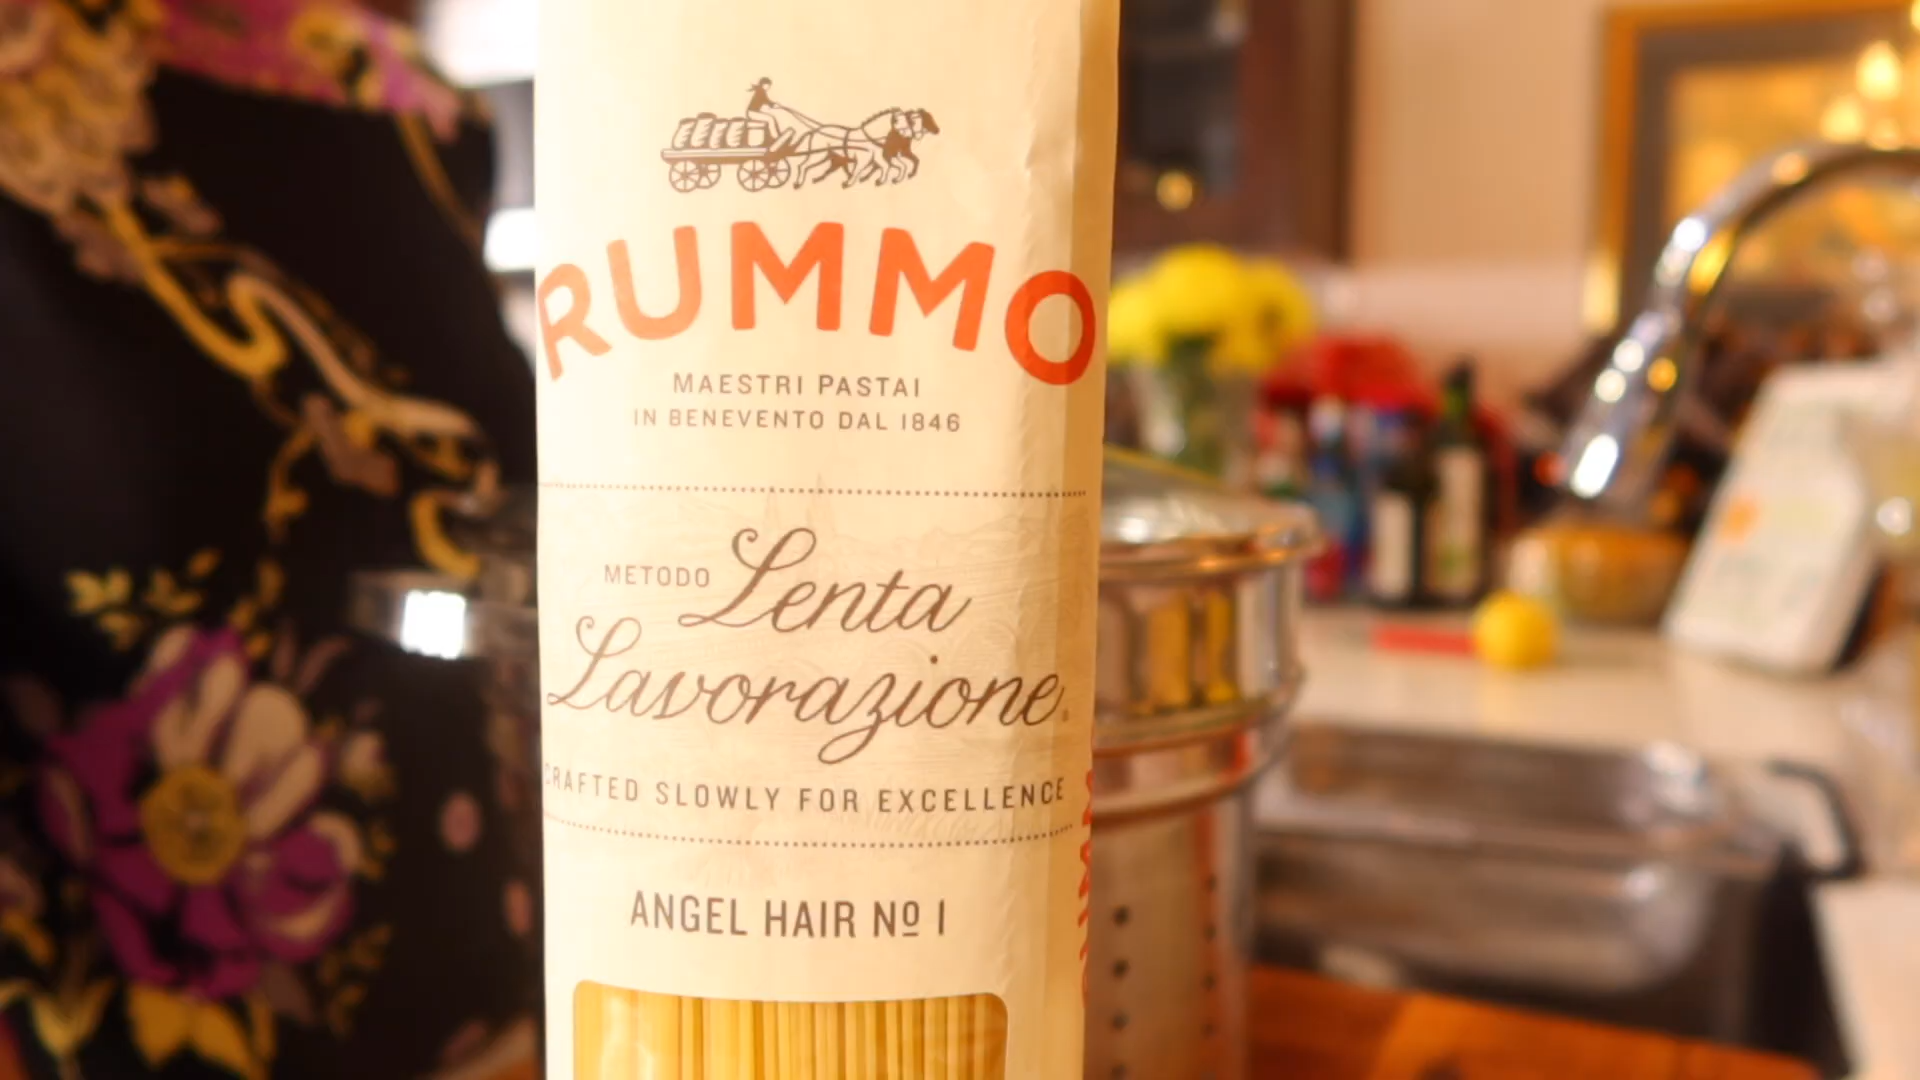 RUMMO
MAESTRI PASTAI
IN BENEVENTO DAL 1846
METODO Lenta
Lavorazione
CRAFTED SLOWLY FOR EXCELLENCE
ANGEL HAIR Nº 1